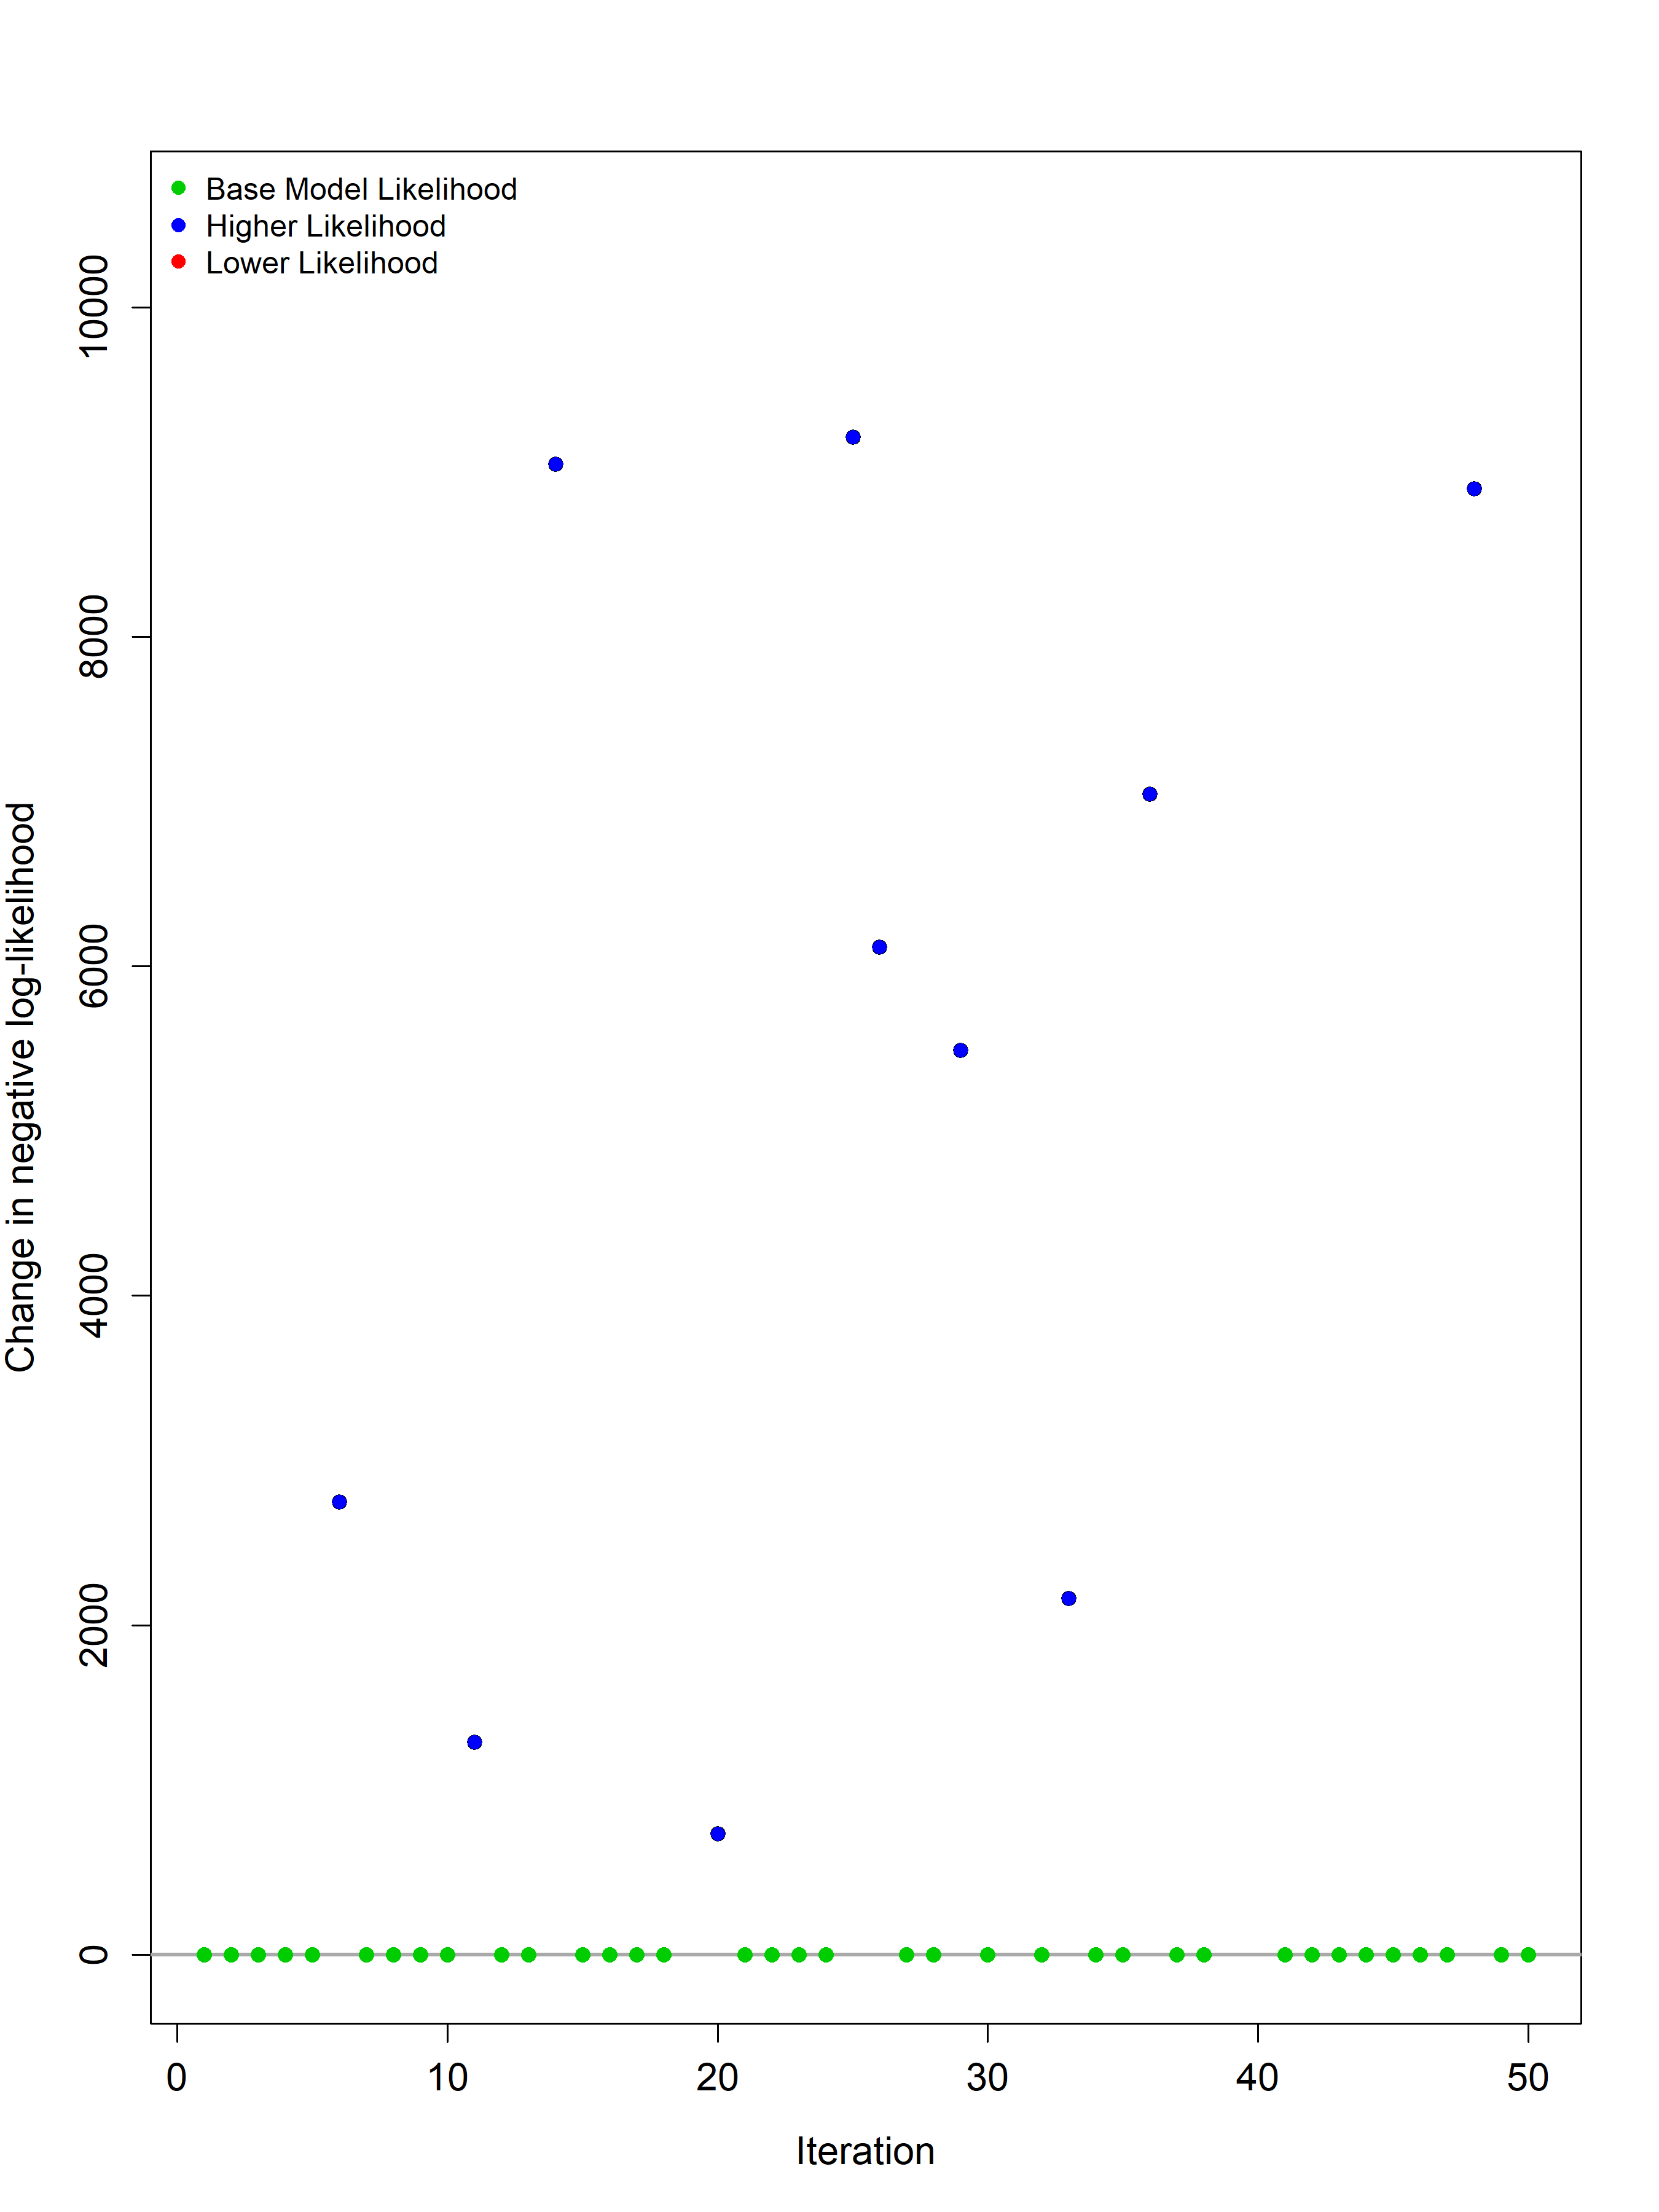 Base Model Likelihood
Higher Likelihood
Lower Likelihood
10000
8000
6000
4000
2000
0
Change in negative log-likelihood
0 10 20 30 40 50
Iteration